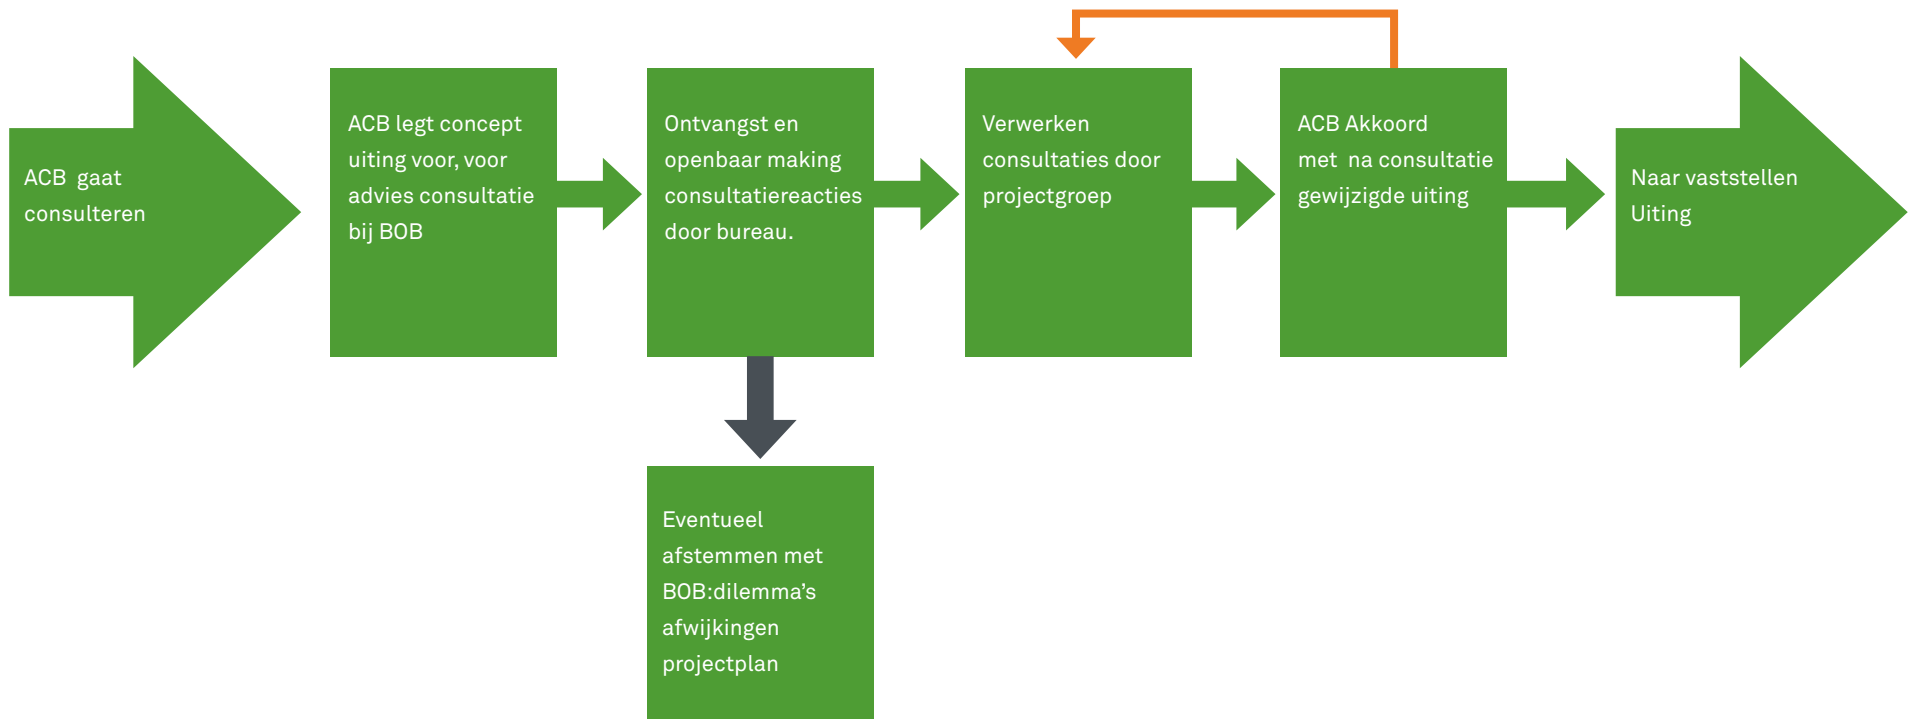 ACB gaat
consulteren
ACB legt concept
uiting voor, voor
advies consultatie
bij BOB
Ontvangst en
openbaar making
consultatiereacties
door bureau.
Verwerken
consultaties door
projectgroep
ACB Akkoord
met na consultatie
gewijzigde uiting
Naar vaststellen
Uiting
Eventueel
afstemmen met
BOB:dilemma's
afwijkingen
projectplan